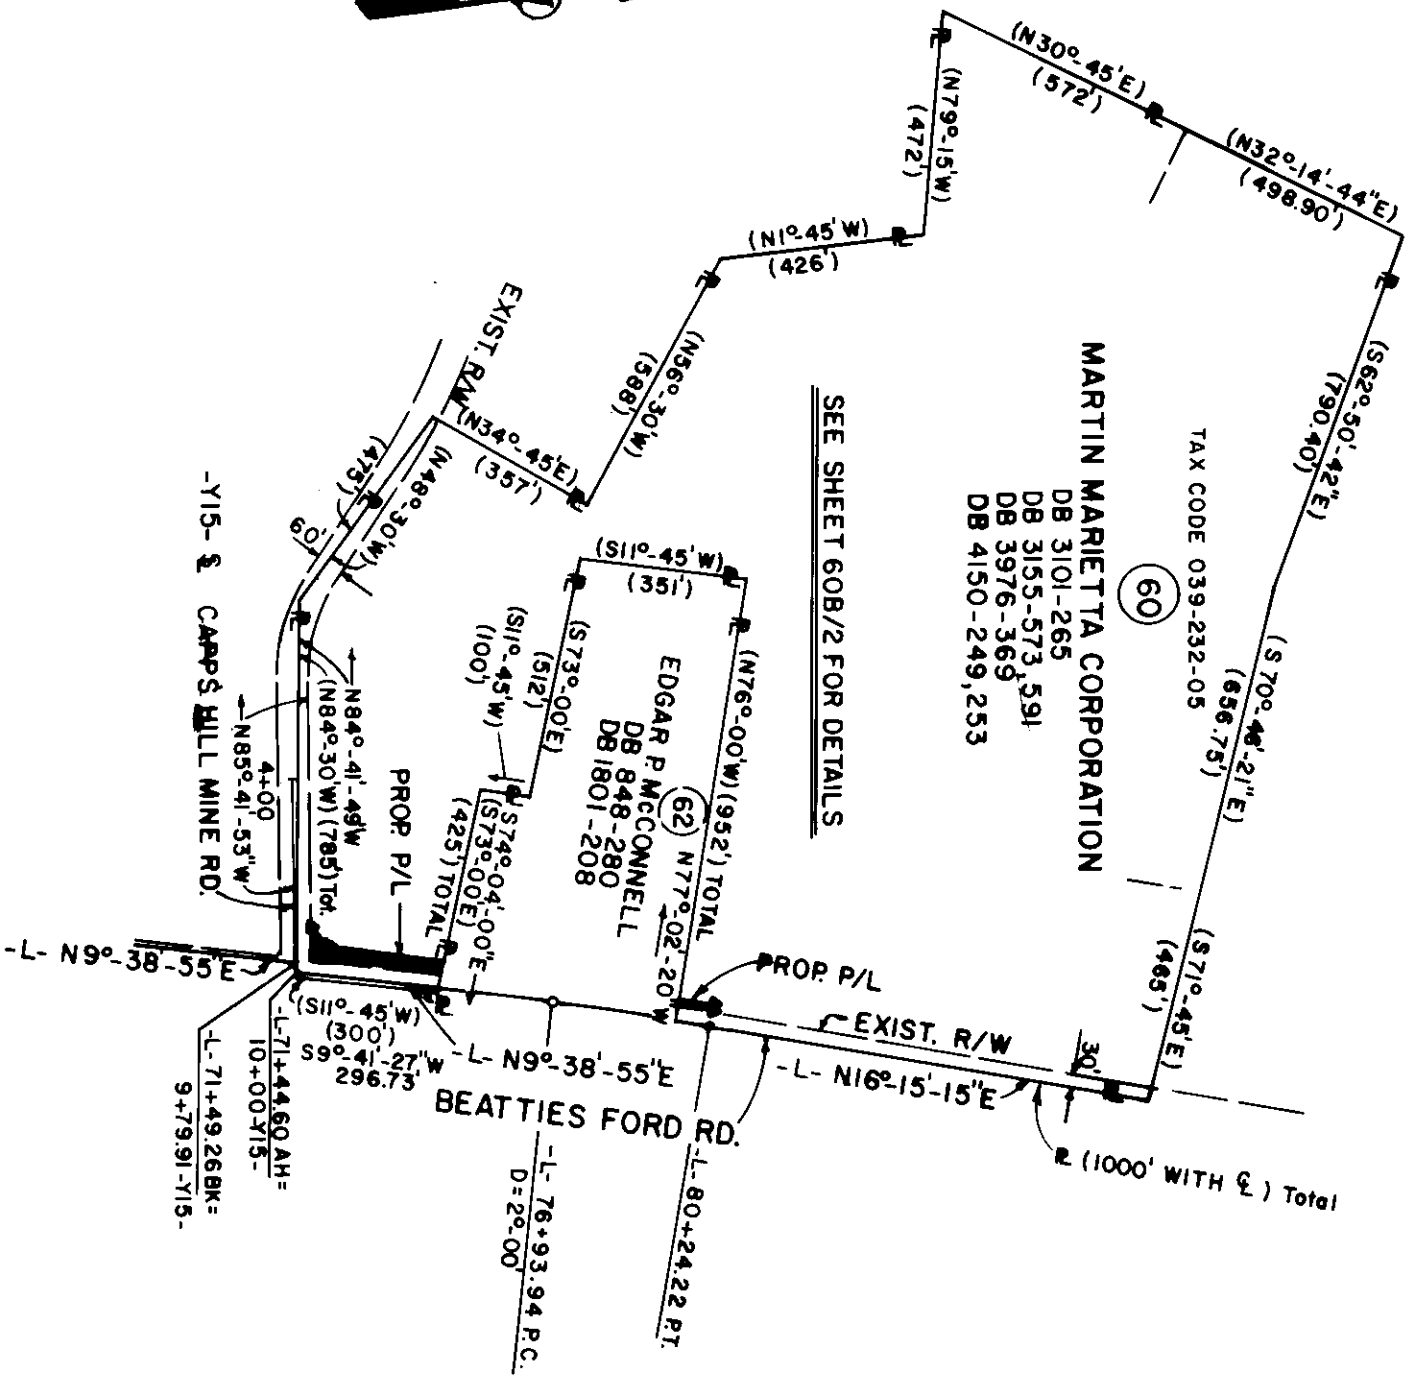 (N30°-45'E)
(572')
(N32°-14'-44"E)
(498.90')
(N79°-15'W)
(472')
(N1°-45'W)
(426')
(S62°-50'-42"E)
(790.40')
EXIST. R/W
(N56°-30'W)
(588')
(N34°-45'E)
(357')
(N48°-30'W)
(475')
60'
TAX CODE 039-232-05
60
MARTIN MARIETTA CORPORATION
DB 3101-265
DB 3155-573,591
DB 3976-369
DB 4150-249,253
SEE SHEET 60B/2 FOR DETAILS
(S 70°-46'-21"E)
(656.75')
(S11°-45'W)
(351')
(S73°-00'E)
(512')
(S11°-45'W)
(100')
(N76°-00'W)(952') TOTAL
N77°-02'-20"W
62
EDGAR P. McCONNELL
DB 848-280
DB 1801-208
S74°-04'-00"E
(S73°-00'E)
(425') TOTAL
PROP. P/L
N84°-41'-49"W
(N84°-30'W)(785')Tot.
-Y15- ℄ CAPPS HILL MINE RD.
4+00
N85°-41'-53"W
-L- N9°-38'-55"E
(S11°-45'W)
(300')
S9°-41'-27"W
296.73'
-L- N9°-38'-55"E
BEATTIES FORD RD.
PROP. P/L
EXIST. R/W
-L- N16°-15'-15"E
30'
(S 71°-45'E)
(465')
PL (1000' WITH ℄) Total
-L- 71+44.60 AH=
10+00-Y15-
-L- 71+49.26BK=
9+79.91-Y15-
-L- 76+93.94 P.C.
D=2°-00'
-L- 80+24.22 P.T.